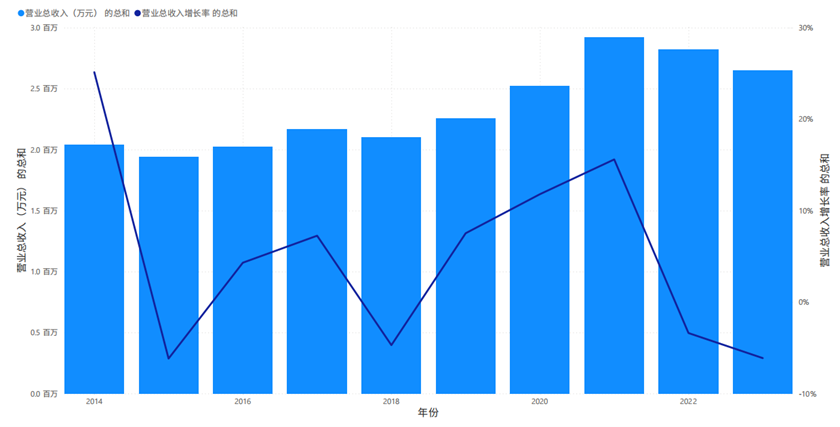 营业总收入（万元） 的总和 营业总收入增长率 的总和
3.0 百万
2.5 百万
2.0 百万
1.5 百万
1.0 百万
0.5 百万
0.0 百万
营业总收入（万元） 的总和
30%
20%
10%
0%
-10%
营业总收入增长率 的总和
2014 2016 2018 2020 2022
年份